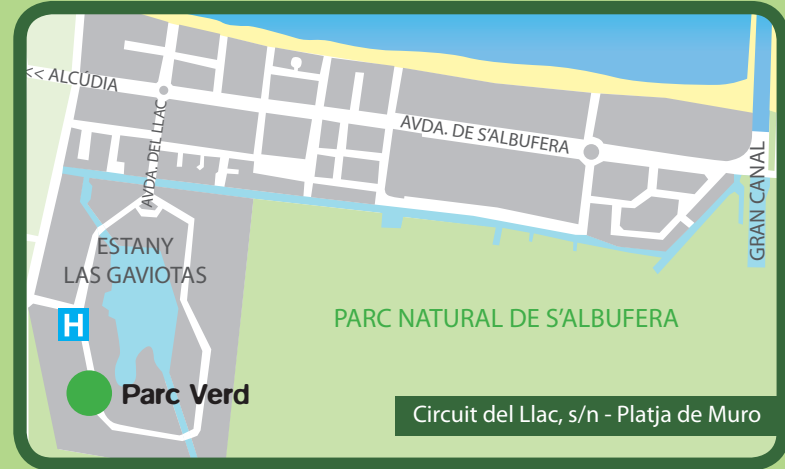 << ALCÚDIA
AVDA. DEL LLAC
AVDA. DE S'ALBUFERA
GRAN CANAL
ESTANY
LAS GAVIOTAS
H
PARC NATURAL DE S'ALBUFERA
Parc Verd
Circuit del Llac, s/n - Platja de Muro